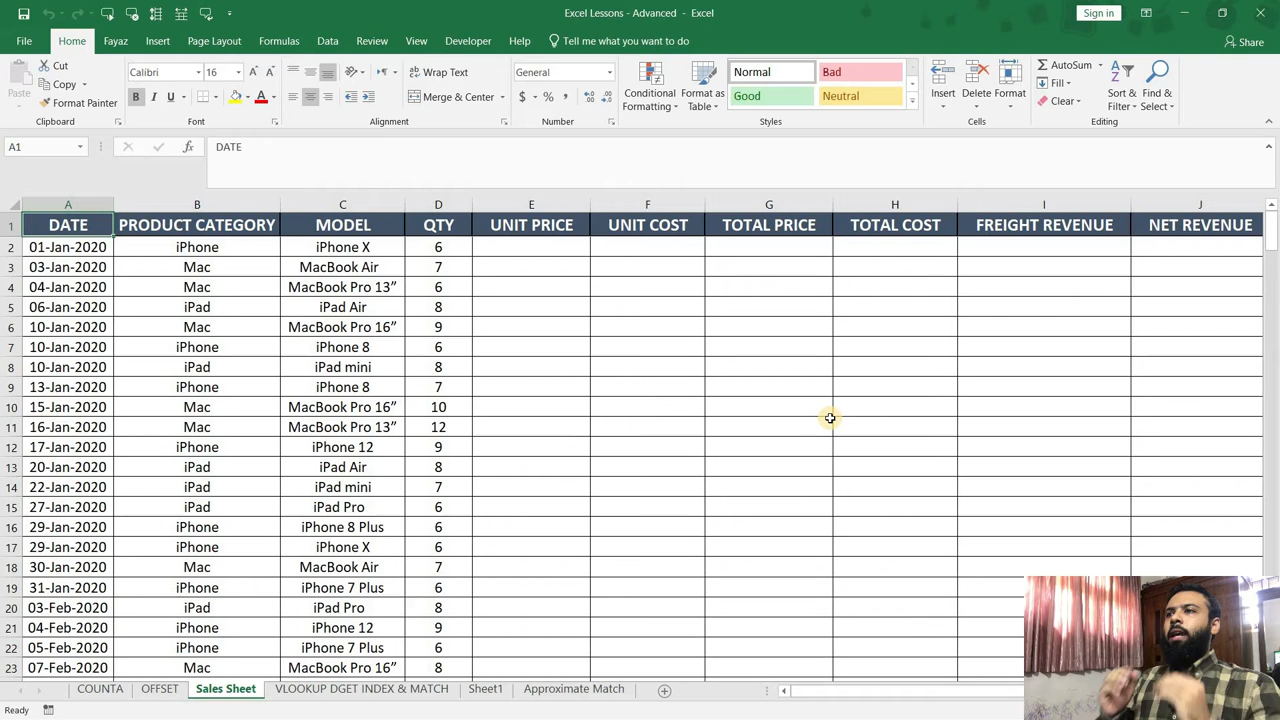 Excel Lessons - Advanced - Excel
Sign in
File Home Fayaz Insert Page Layout Formulas Data Review View Developer Help Tell me what you want to do Share
Paste
Cut
Copy
Format Painter
Clipboard
Calibri 16
B I U
Font
Wrap Text
Merge & Center
Alignment
General
$ % ,
Number
Conditional Formatting
Format as Table
Normal Bad
Good Neutral
Styles
Insert Delete Format
Cells
AutoSum
Fill
Clear
Sort & Filter
Find & Select
Editing
A1 fx DATE
A B C D E F G H I J
1 DATE PRODUCT CATEGORY MODEL QTY UNIT PRICE UNIT COST TOTAL PRICE TOTAL COST FREIGHT REVENUE NET REVENUE
2 01-Jan-2020 iPhone iPhone X 6
3 03-Jan-2020 Mac MacBook Air 7
4 04-Jan-2020 Mac MacBook Pro 13” 6
5 06-Jan-2020 iPad iPad Air 8
6 10-Jan-2020 Mac MacBook Pro 16” 9
7 10-Jan-2020 iPhone iPhone 8 6
8 10-Jan-2020 iPad iPad mini 8
9 13-Jan-2020 iPhone iPhone 8 7
10 15-Jan-2020 Mac MacBook Pro 16” 10
11 16-Jan-2020 Mac MacBook Pro 13” 12
12 17-Jan-2020 iPhone iPhone 12 9
13 20-Jan-2020 iPad iPad Air 8
14 22-Jan-2020 iPad iPad mini 7
15 27-Jan-2020 iPad iPad Pro 6
16 29-Jan-2020 iPhone iPhone 8 Plus 6
17 29-Jan-2020 iPhone iPhone X 6
18 30-Jan-2020 Mac MacBook Air 7
19 31-Jan-2020 iPhone iPhone 7 Plus 6
20 03-Feb-2020 iPad iPad Pro 8
21 04-Feb-2020 iPhone iPhone 12 9
22 05-Feb-2020 iPhone iPhone 7 Plus 6
23 07-Feb-2020 Mac MacBook Pro 16” 8
COUNTA OFFSET Sales Sheet VLOOKUP DGET INDEX & MATCH Sheet1 Approximate Match
Ready